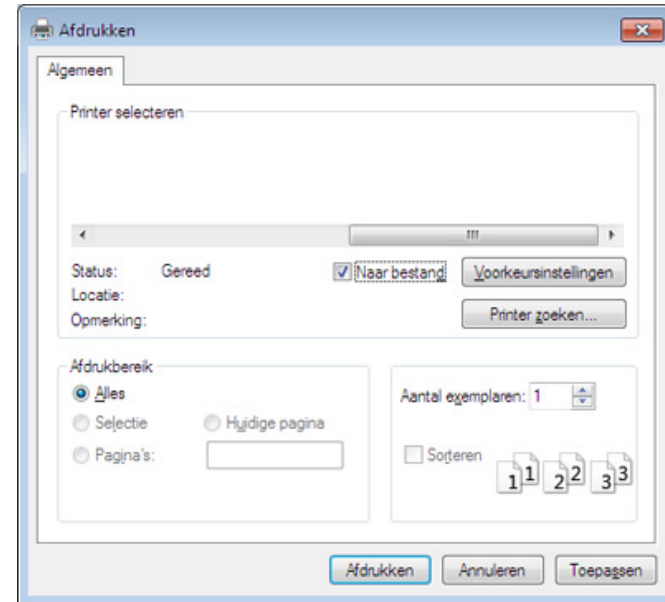 Afdrukken
Algemeen
Printer selecteren
Status: Gereed
Naar bestand
Voorkeursinstellingen
Locatie:
Opmerking:
Printer zoeken...
Afdrukbereik
Alles
Selectie
Huidige pagina
Pagina's:
Aantal exemplaren: 1
Sorteren
1 1 2 2 3 3
Afdrukken
Annuleren
Toepassen